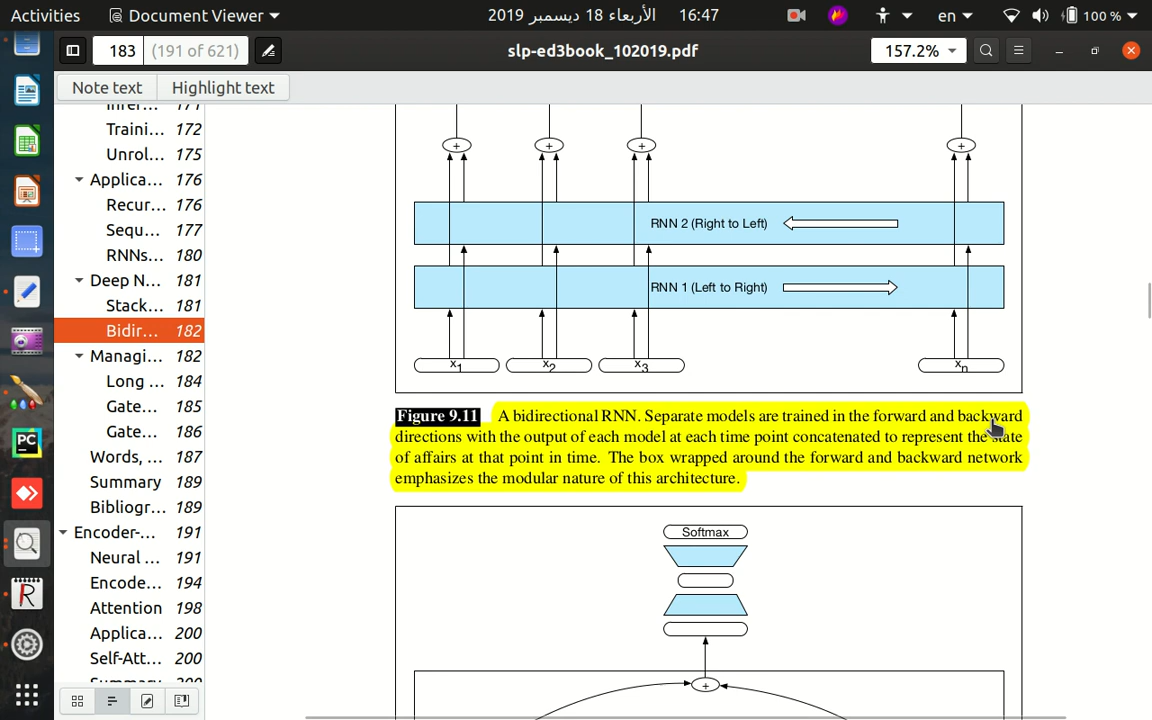 Activities Document Viewer الأربعاء 18 ديسمبر 2019 16:47 en 100 %
183 (191 of 621) slp-ed3book_102019.pdf 157.2%
Note text Highlight text
Traini... 172
Unrol... 175
Applica... 176
Recur... 176
Sequ... 177
RNNs... 180
Deep N... 181
Stack... 181
Bidir... 182
Managi... 182
Long ... 184
Gate... 185
Gate... 186
Words, ... 187
Summary 189
Bibliogr... 189
Encoder-... 191
Neural ... 191
Encode... 194
Attention 198
Applica... 200
Self-Att... 200
+ + + +
RNN 2 (Right to Left)
RNN 1 (Left to Right)
x1 x2 x3 xn
Figure 9.11 A bidirectional RNN. Separate models are trained in the forward and backward
directions with the output of each model at each time point concatenated to represent the state
of affairs at that point in time. The box wrapped around the forward and backward network
emphasizes the modular nature of this architecture.
Softmax
+
PC
R